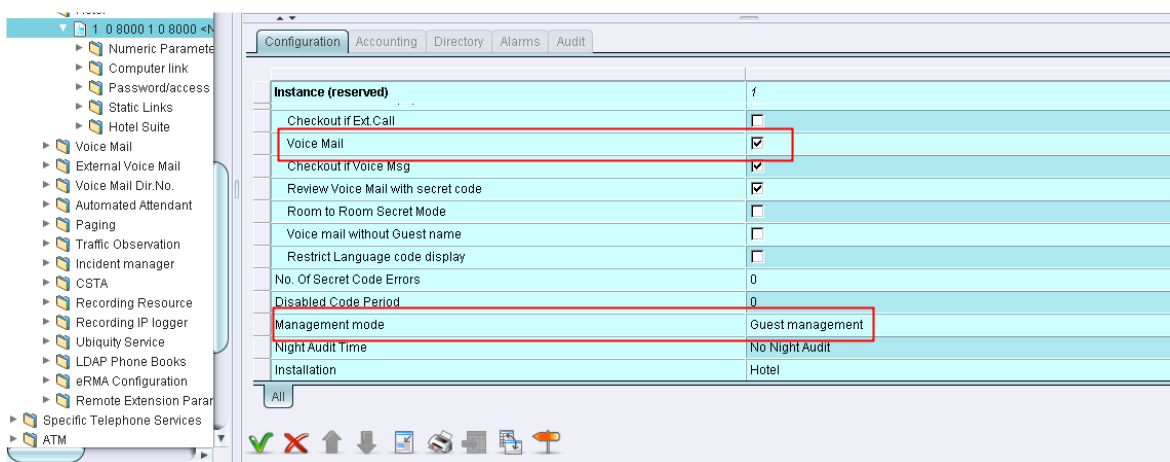 1 0 8000 1 0 8000 <N
Numeric Paramete
Computer link
Password/access
Static Links
Hotel Suite
Voice Mail
External Voice Mail
Voice Mail Dir.No.
Automated Attendant
Paging
Traffic Observation
Incident manager
CSTA
Recording Resource
Recording IP logger
Ubiquity Service
LDAP Phone Books
eRMA Configuration
Remote Extension Parar
Specific Telephone Services
ATM
Configuration Accounting Directory Alarms Audit
Instance (reserved) 1
Checkout if Ext.Call
Voice Mail
Checkout if Voice Msg
Review Voice Mail with secret code
Room to Room Secret Mode
Voice mail without Guest name
Restrict Language code display
No. Of Secret Code Errors 0
Disabled Code Period 0
Management mode Guest management
Night Audit Time No Night Audit
Installation Hotel
All